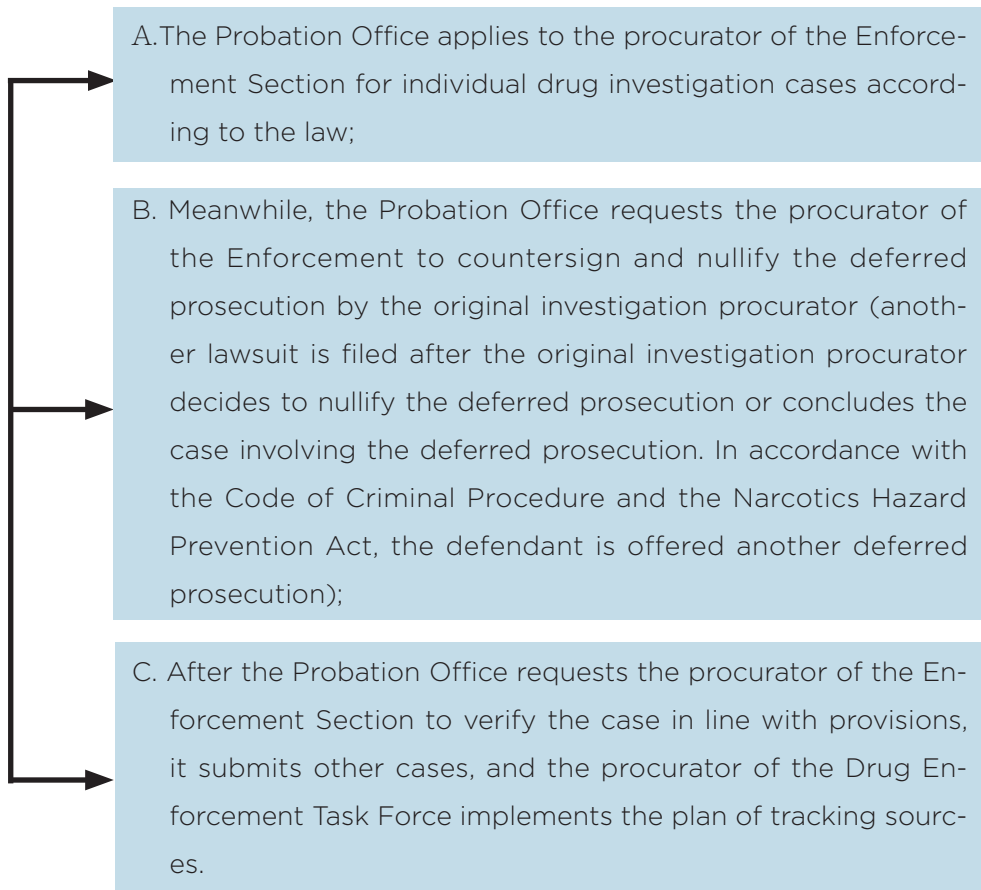 A.The Probation Office applies to the procurator of the Enforce-
ment Section for individual drug investigation cases accord-
ing to the law;
B. Meanwhile, the Probation Office requests the procurator of
the Enforcement to countersign and nullify the deferred
prosecution by the original investigation procurator (anoth-
er lawsuit is filed after the original investigation procurator
decides to nullify the deferred prosecution or concludes the
case involving the deferred prosecution. In accordance with
the Code of Criminal Procedure and the Narcotics Hazard
Prevention Act, the defendant is offered another deferred
prosecution);
C. After the Probation Office requests the procurator of the En-
forcement Section to verify the case in line with provisions,
it submits other cases, and the procurator of the Drug En-
forcement Task Force implements the plan of tracking sourc-
es.